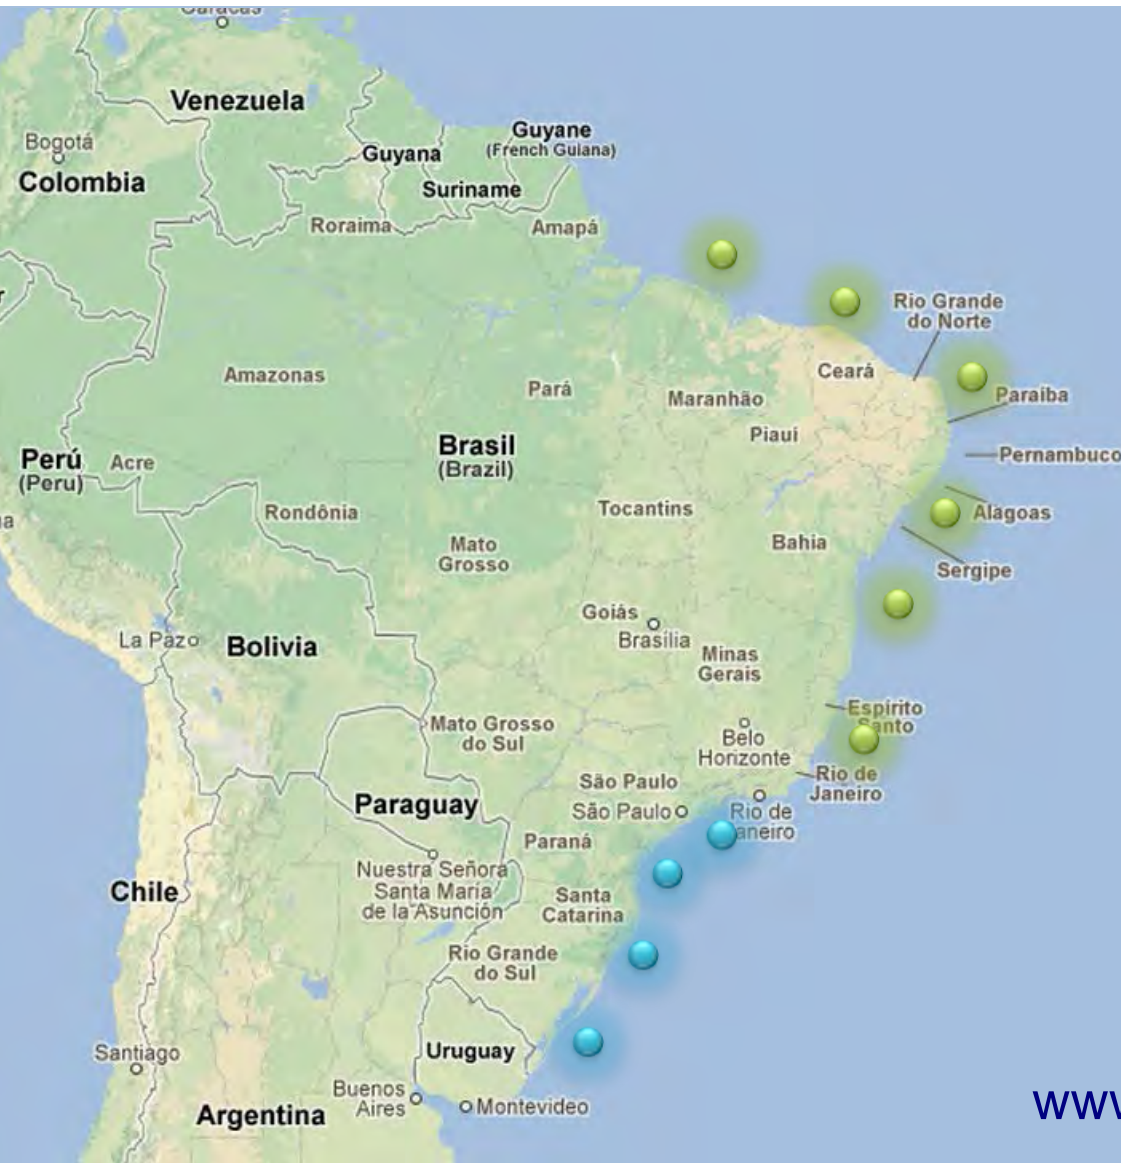 Caracas
Venezuela
Bogotá
Colombia
Guyana
Guyane
(French Guiana)
Suriname
Roraima
Amapá
r
Rio Grande
do Norte
Amazonas
Pará
Ceará
Maranhão
Paraiba
Piaui
Brasil
(Brazil)
Perú
(Peru)
Acre
Pernambuco
Rondônia
Tocantins
Alagoas
a
Mato
Grosso
Bahia
Sergipe
Goiás
Brasília
La Paz
Bolivia
Minas
Gerais
Espírito
Santo
Mato Grosso
do Sul
Belo
Horizonte
Rio de
Janeiro
São Paulo
São Paulo
Rio de
Janeiro
Paraguay
Paraná
Nuestra Señora
Santa María
de la Asunción
Chile
Santa
Catarina
Rio Grande
do Sul
Santiago
Uruguay
Buenos
Aires
Montevideo
Argentina
www